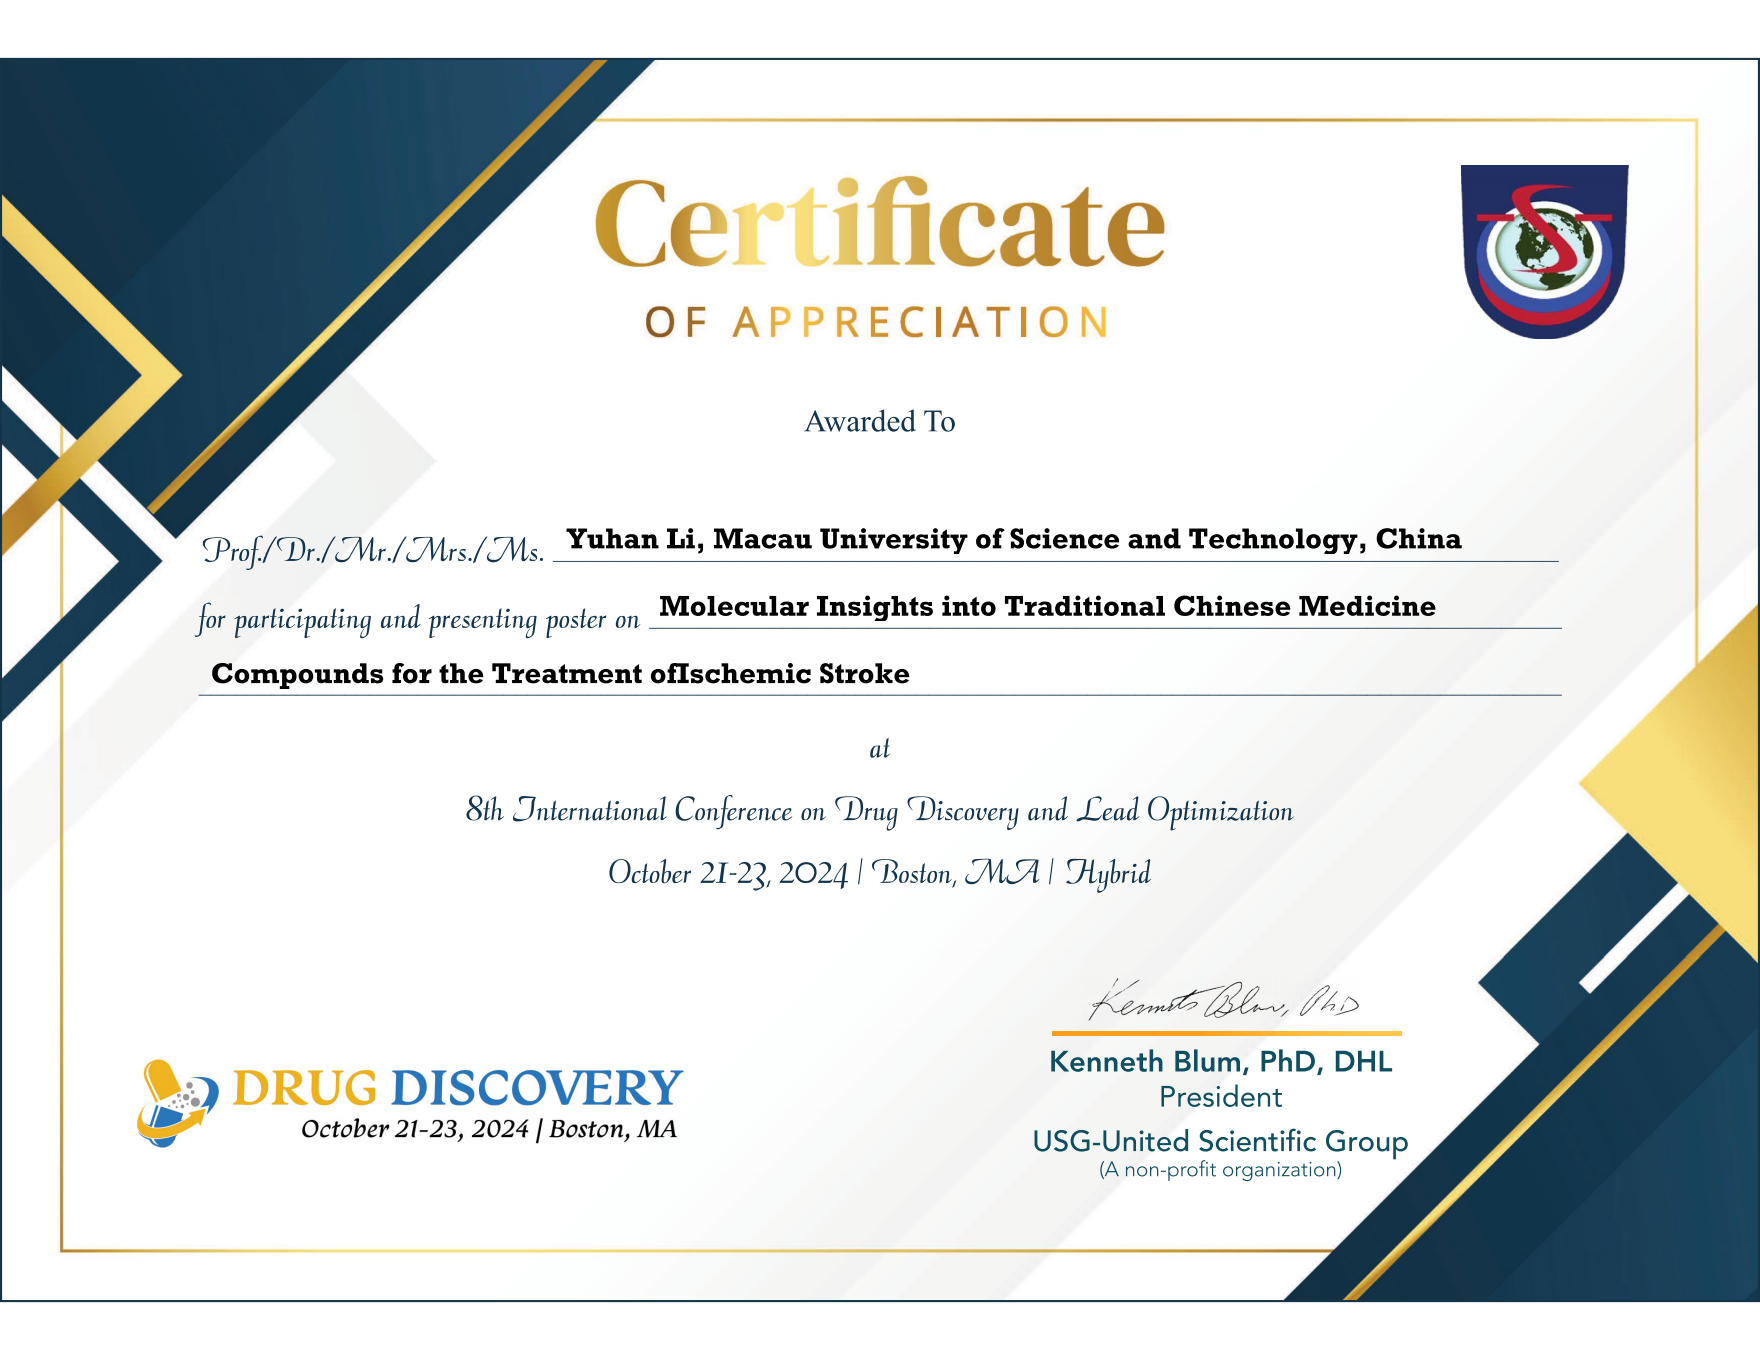 Certificate
OF APPRECIATION
Awarded To
Prof./Dr./Mr./Mrs./Ms. Yuhan Li, Macau University of Science and Technology, China
for participating and presenting poster on Molecular Insights into Traditional Chinese Medicine
Compounds for the Treatment ofIschemic Stroke
at
8th International Conference on Drug Discovery and Lead Optimization
October 21-23, 2024 | Boston, MA | Hybrid
Kenneth Blum, PhD
Kenneth Blum, PhD, DHL
President
USG-United Scientific Group
(A non-profit organization)
DRUG DISCOVERY
October 21-23, 2024 | Boston, MA